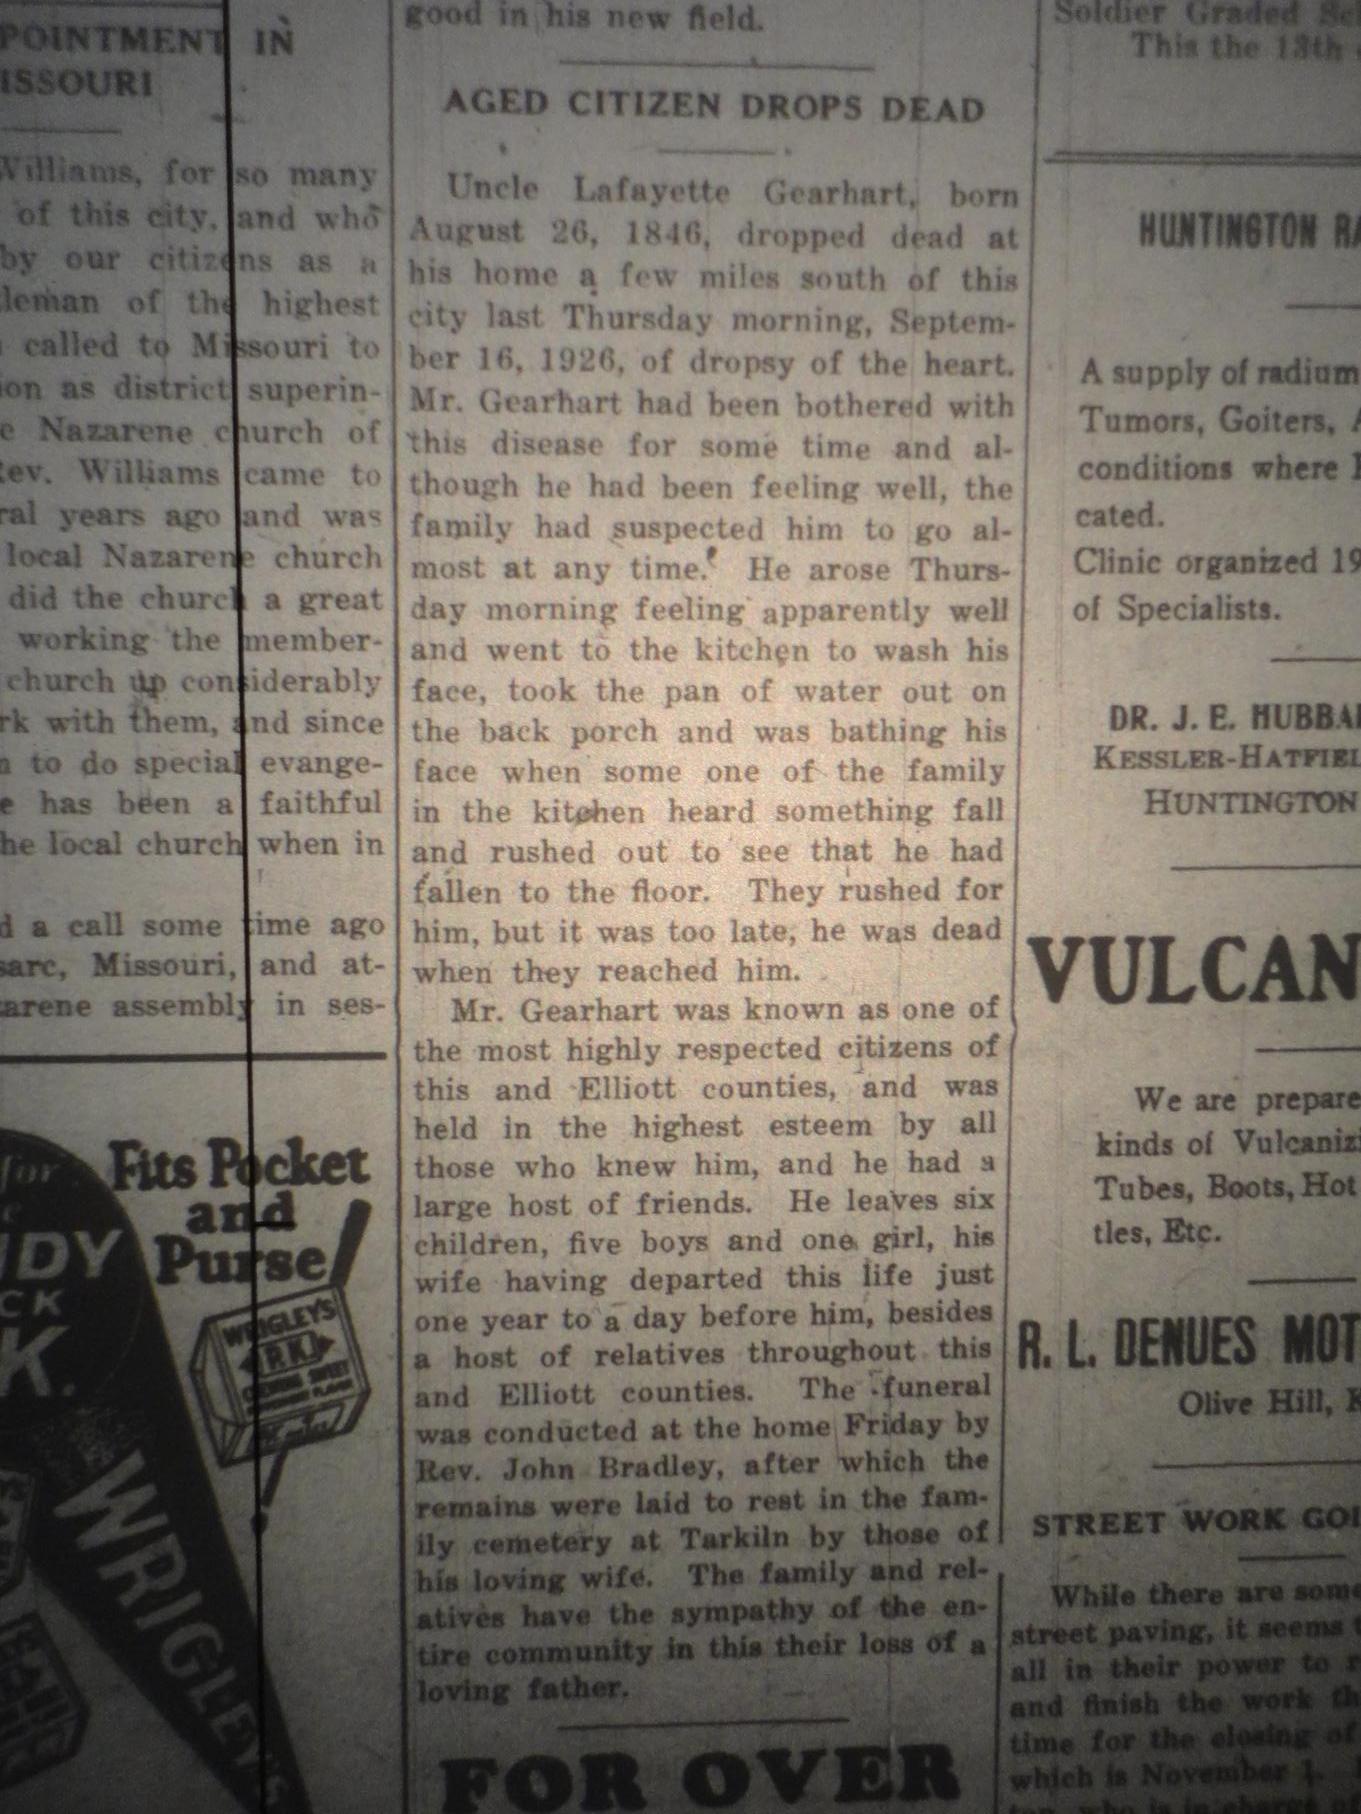 POINTMENT IN
ISSOURI
Williams, for so many
of this city, and who
by our citizens as a
leman of the highest
called to Missouri to
ion as district superin-
e Nazarene church of
Rev. Williams came to
ral years ago and was
local Nazarene church
did the church a great
working the member-
church up considerably
rk with them, and since
n to do special evange-
e has been a faithful
he local church when in
d a call some time ago
sarc, Missouri, and at-
arene assembly in ses-
for
DY
CK
K.
Fits Pocket
and
Purse
WRIGLEY'S
P.K.
WRIGLEY'S
good in his new field.
AGED CITIZEN DROPS DEAD
Uncle Lafayette Gearhart, born
August 26, 1846, dropped dead at
his home a few miles south of this
city last Thursday morning, Septem-
ber 16, 1926, of dropsy of the heart.
Mr. Gearhart had been bothered with
this disease for some time and al-
though he had been feeling well, the
family had suspected him to go al-
most at any time. He arose Thurs-
day morning feeling apparently well
and went to the kitchen to wash his
face, took the pan of water out on
the back porch and was bathing his
face when some one of the family
in the kitchen heard something fall
and rushed out to see that he had
fallen to the floor. They rushed for
him, but it was too late, he was dead
when they reached him.
Mr. Gearhart was known as one of
the most highly respected citizens of
this and Elliott counties, and was
held in the highest esteem by all
those who knew him, and he had a
large host of friends. He leaves six
children, five boys and one girl, his
wife having departed this life just
one year to a day before him, besides
a host of relatives throughout this
and Elliott counties. The funeral
was conducted at the home Friday by
Rev. John Bradley, after which the
remains were laid to rest in the fam-
ily cemetery at Tarkiln by those of
his loving wife. The family and rel-
atives have the sympathy of the en-
tire community in this their loss of a
loving father.
FOR OVER
Soldier Graded Sc
This the 13th
HUNTINGTON RA
A supply of radium
Tumors, Goiters, A
conditions where
cated.
Clinic organized 19
of Specialists.
DR. J. E. HUBBA
KESSLER-HATFIEL
HUNTINGTON
VULCAN
We are prepare
kinds of Vulcanizi
Tubes, Boots, Hot
tles, Etc.
R. L. DENUES MOT
Olive Hill, K
STREET WORK GOI
While there are some
street paving, it seems t
all in their power to
and finish the work th
time for the closing of
which is November 1.